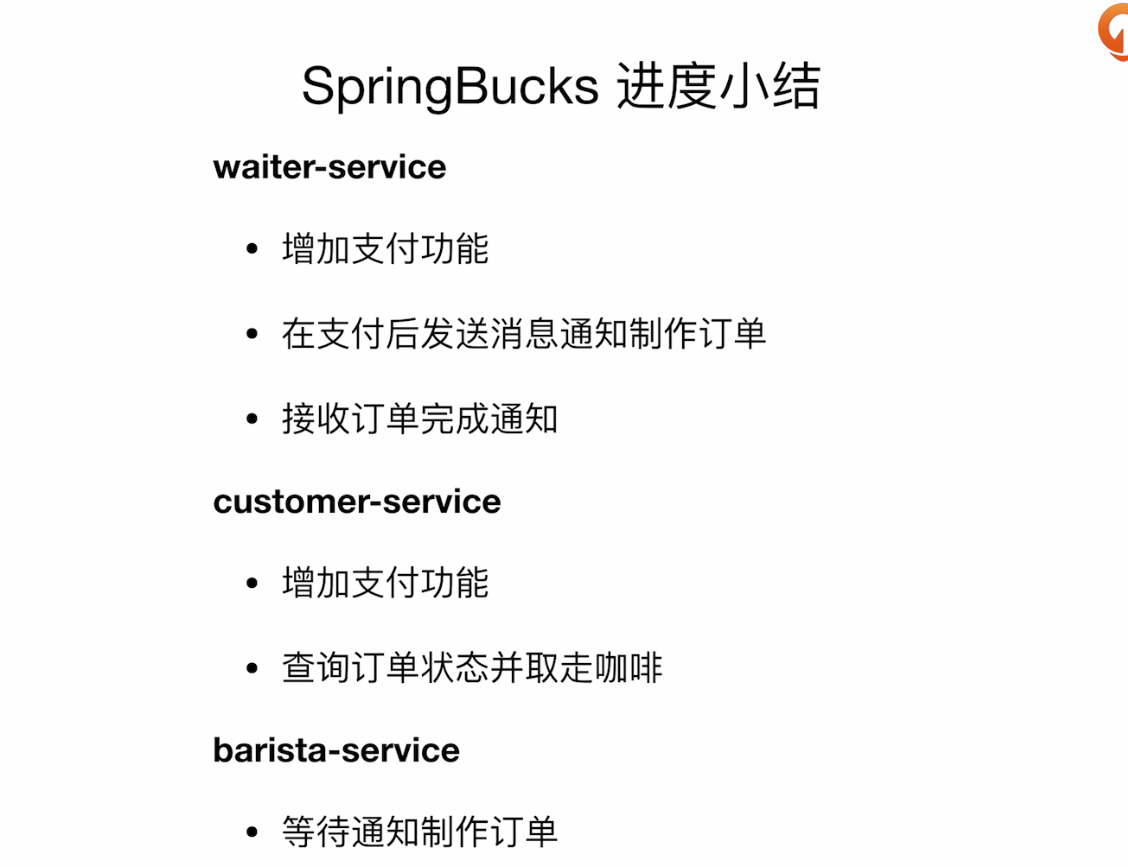 SpringBucks 进度小结
waiter-service
• 增加支付功能
• 在支付后发送消息通知制作订单
• 接收订单完成通知
customer-service
• 增加支付功能
• 查询订单状态并取走咖啡
barista-service
• 等待通知制作订单